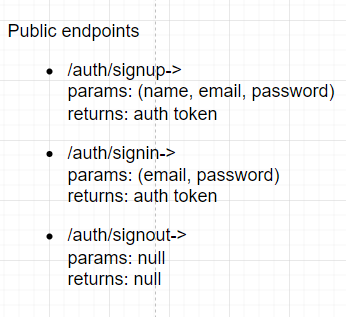 Public endpoints
• /auth/signup->
params: (name, email, password)
returns: auth token
• /auth/signin->
params: (email, password)
returns: auth token
• /auth/signout->
params: null
returns: null